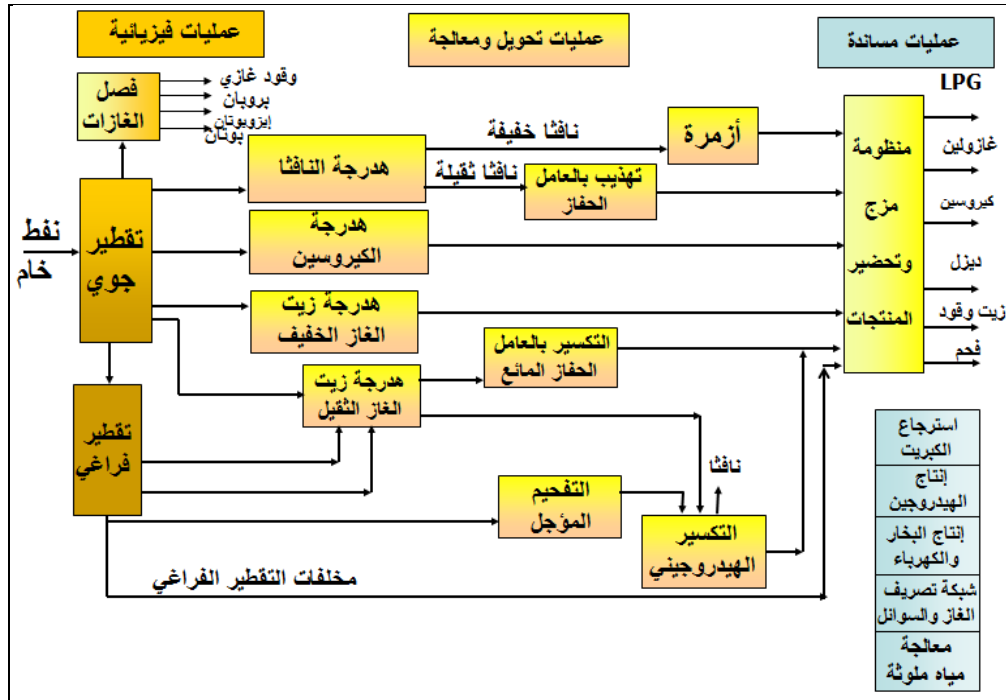 عمليات فيزيائية
عمليات تحويل ومعالجة
عمليات مساندة
فصل
الغازات
وقود غازي
بروبان
إيزوبوتان
بوتان
نفط
خام
تقطير
جوي
تقطير
فراغي
هدرجة النافثا
نافثا خفيفة
نافثا ثقيلة
أزمرة
تهذيب بالعامل
الحفاز
هدرجة
الكيروسين
هدرجة زيت
الغاز الخفيف
هدرجة زيت
الغاز الثقيل
التكسير بالعامل
الحفاز المائع
التفحيم
المؤجل
نافثا
التكسير
الهيدروجيني
مخلفات التقطير الفراغي
منظومة
مزج
وتحضير
المنتجات
LPG
غازولين
كيروسين
ديزل
زيت وقود
فحم
استرجاع
الكبريت
إنتاج
الهيدروجين
إنتاج البخار
والكهرباء
شبكة تصريف
الغاز والسوائل
معالجة
مياه ملوثة